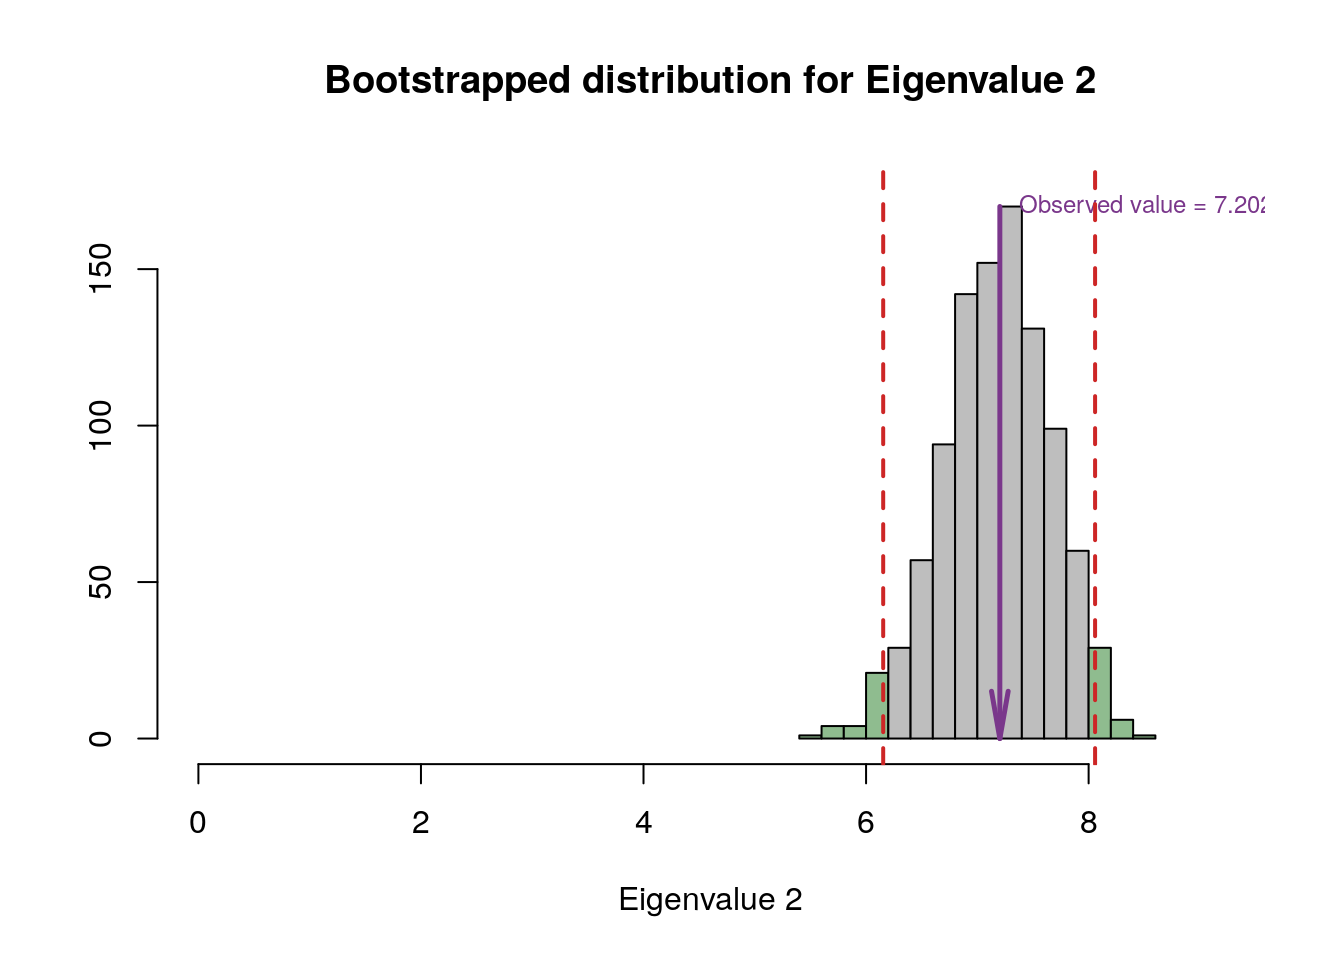 Bootstrapped distribution for Eigenvalue 2
Observed value = 7.202
150
100
50
0
0 2 4 6 8
Eigenvalue 2